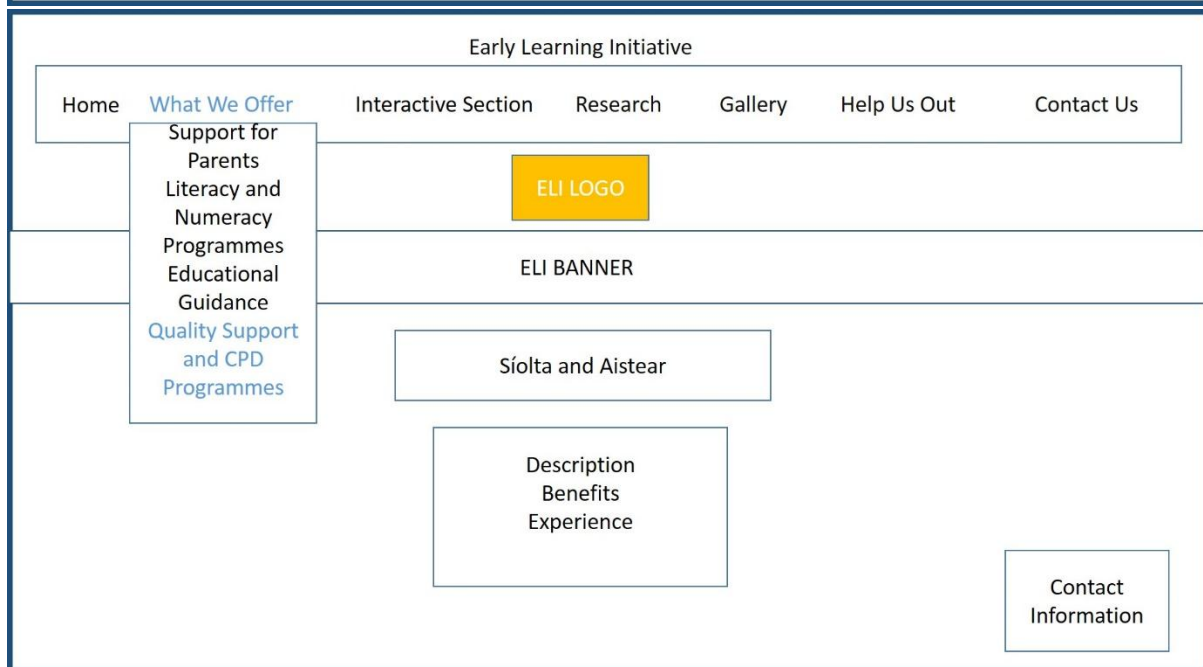 Early Learning Initiative
Home What We Offer Interactive Section Research Gallery Help Us Out Contact Us
Support for
Parents
Literacy and
Numeracy
Programmes
Educational
Guidance
Quality Support
and CPD
Programmes
ELI LOGO
ELI BANNER
Síolta and Aistear
Description
Benefits
Experience
Contact
Information